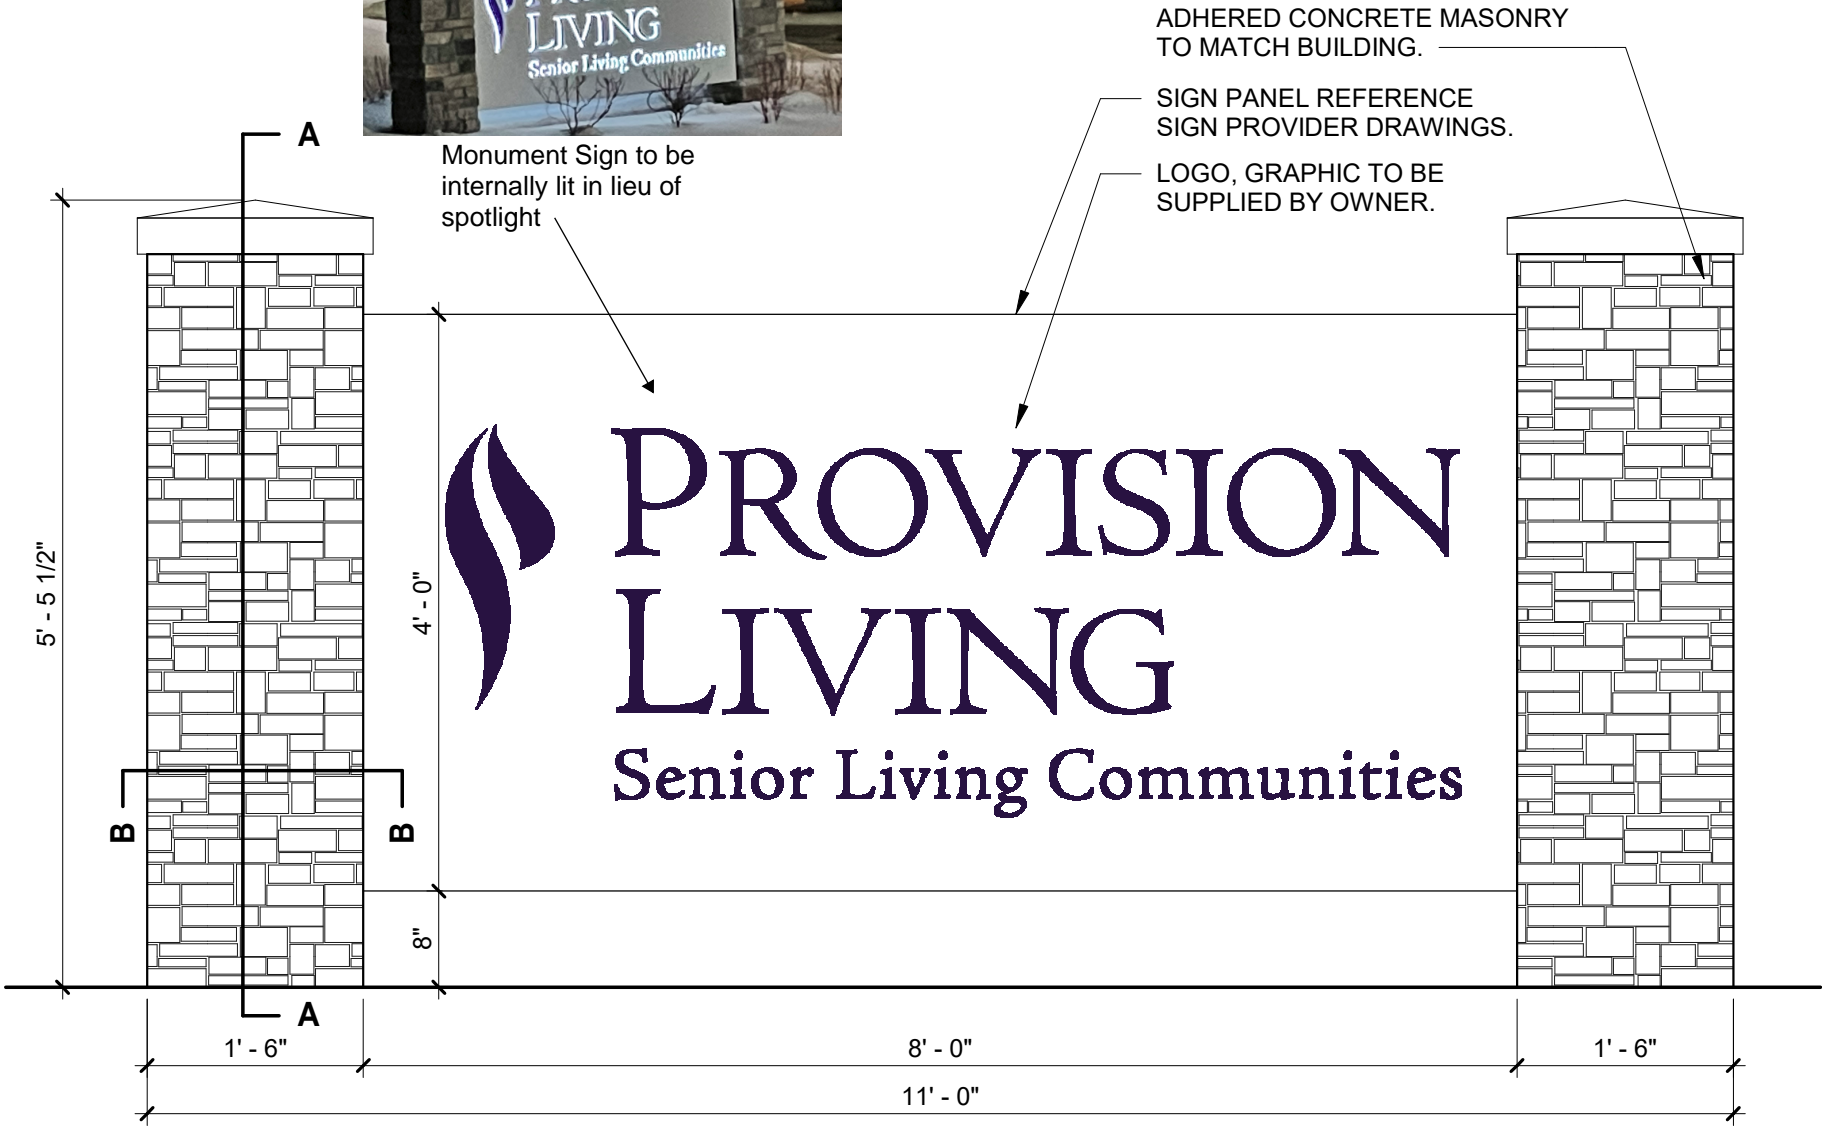 LIVING
Senior Living Communities
ADHERED CONCRETE MASONRY
TO MATCH BUILDING.
SIGN PANEL REFERENCE
SIGN PROVIDER DRAWINGS.
LOGO, GRAPHIC TO BE
SUPPLIED BY OWNER.
A
Monument Sign to be
internally lit in lieu of
spotlight
5' - 5 1/2"
4' - 0"
PROVISION
LIVING
Senior Living Communities
B
B
8"
A
1' - 6"
8' - 0"
1' - 6"
11' - 0"